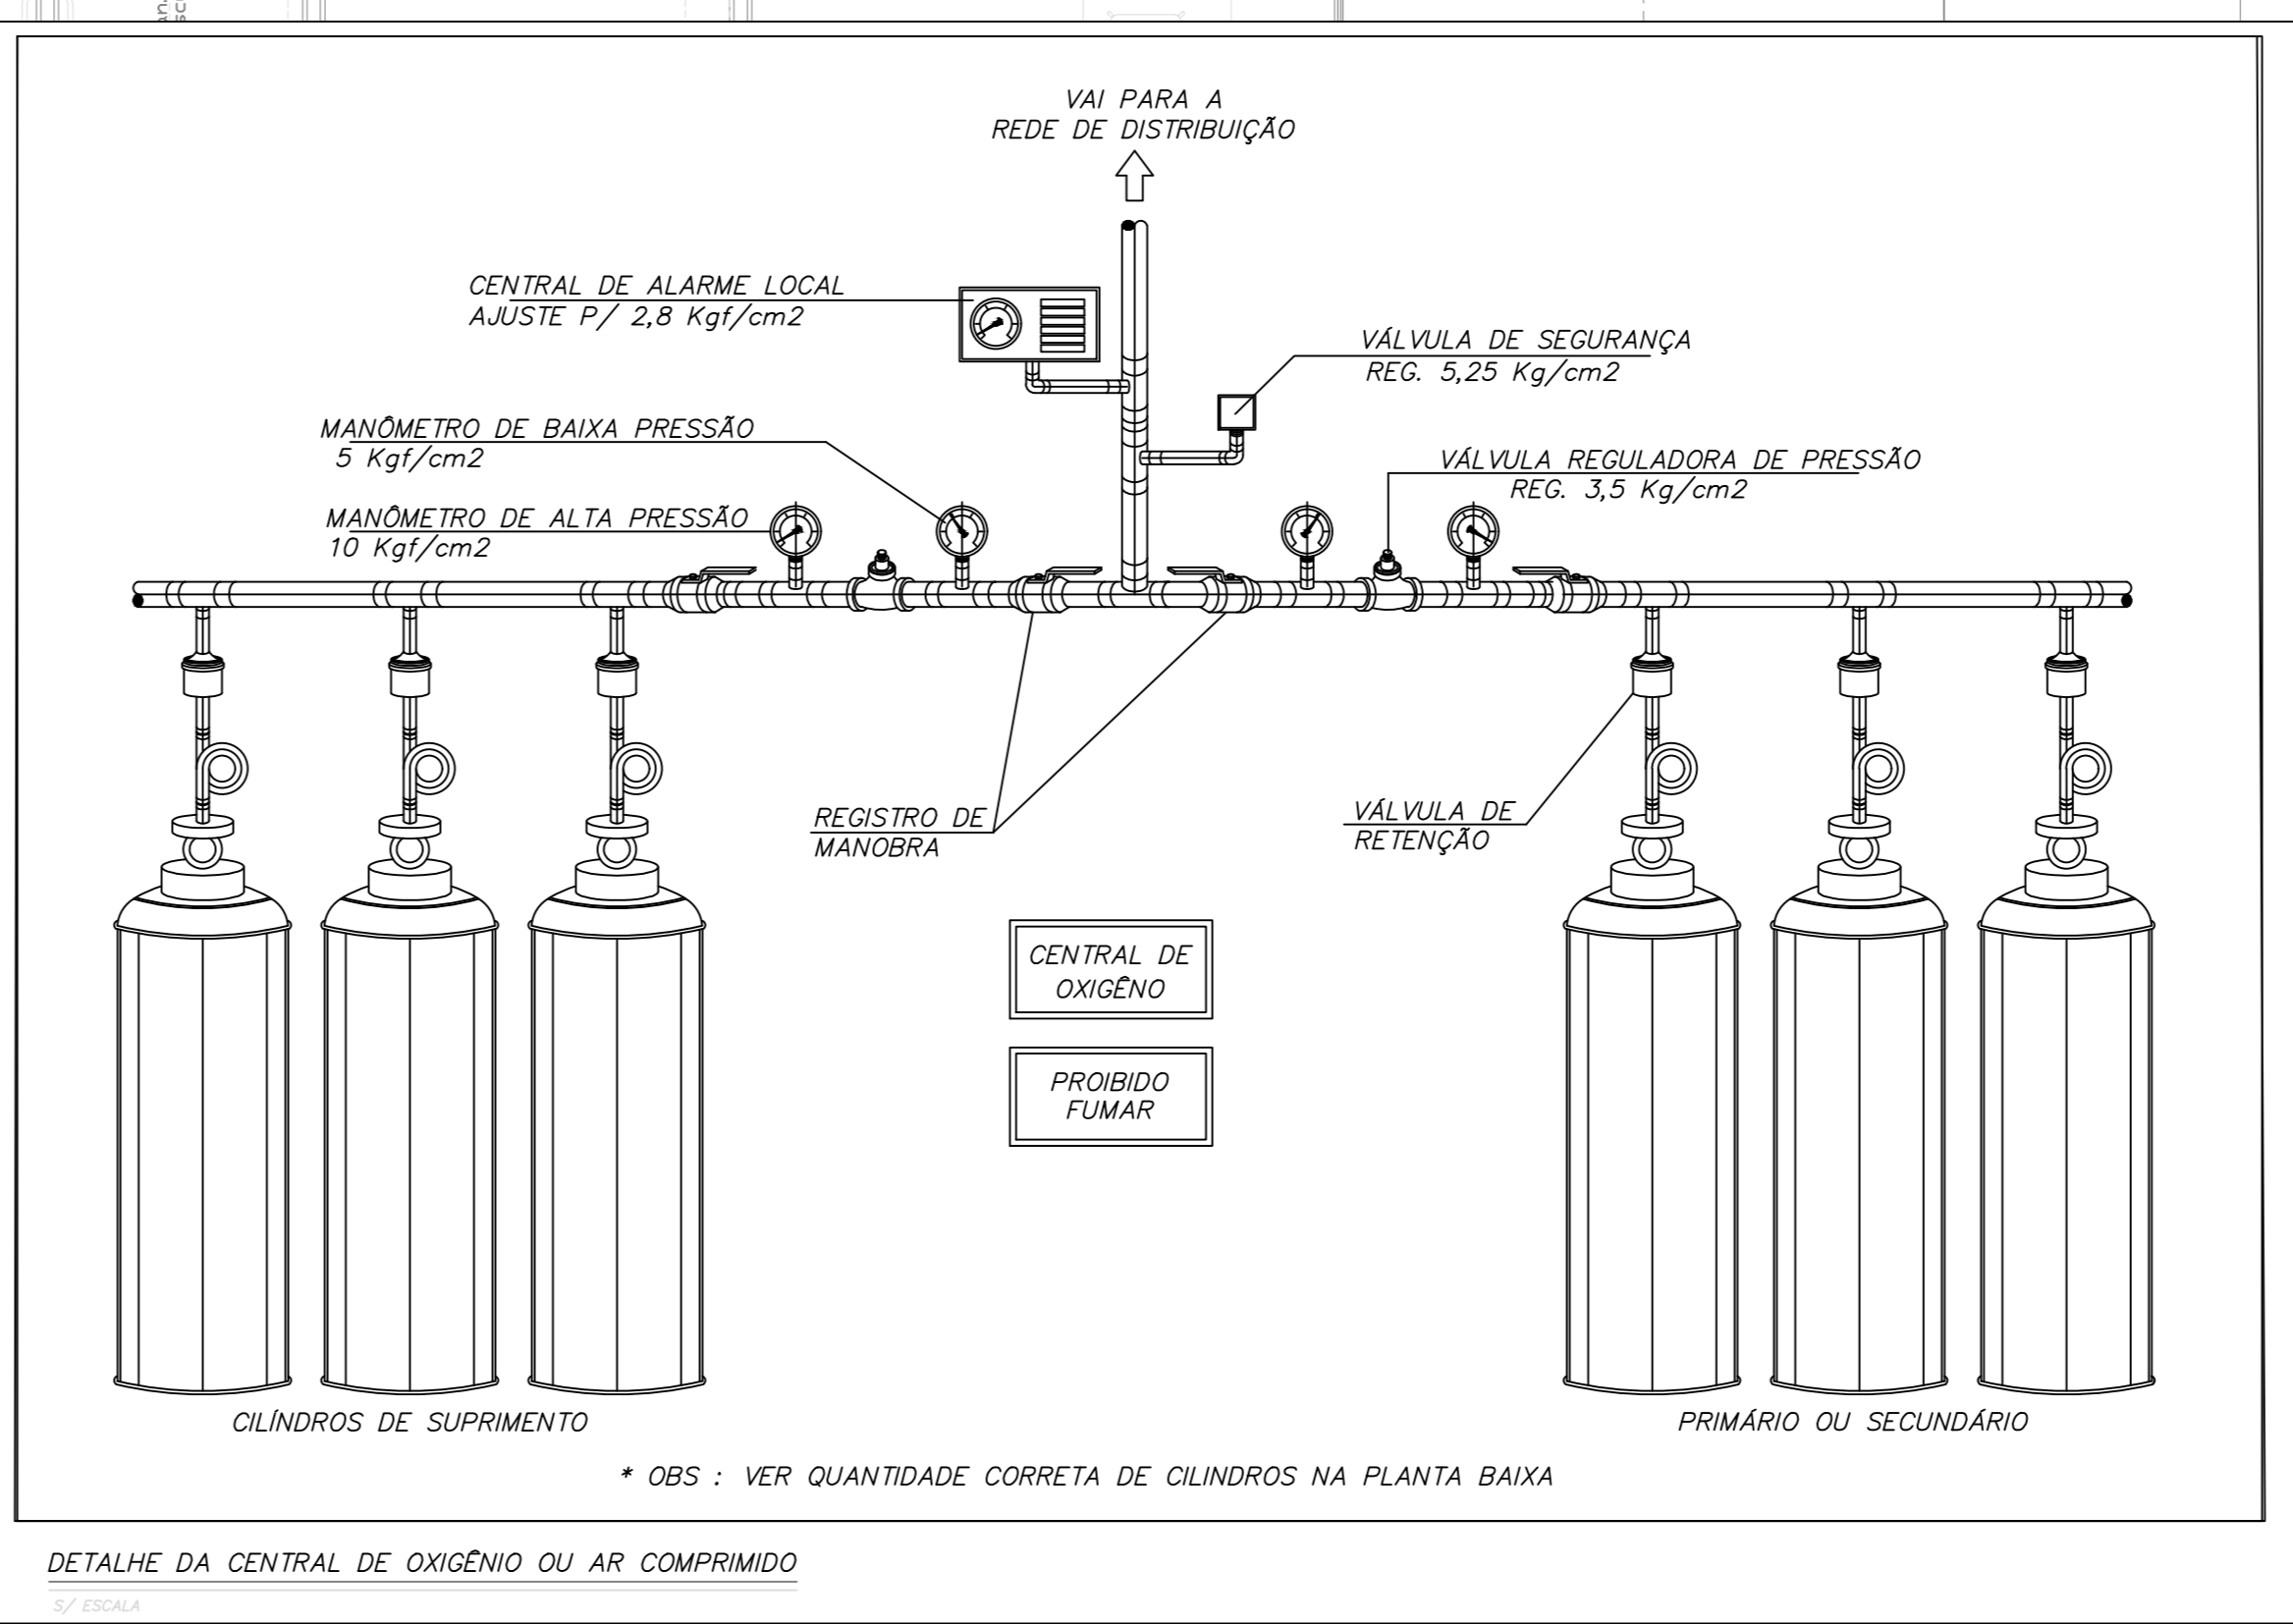 VAI PARA A
REDE DE DISTRIBUIÇÃO
CENTRAL DE ALARME LOCAL
AJUSTE P/ 2,8 Kgf/cm2
VÁLVULA DE SEGURANÇA
REG. 5,25 Kg/cm2
MANÔMETRO DE BAIXA PRESSÃO
5 Kgf/cm2
VÁLVULA REGULADORA DE PRESSÃO
REG. 3,5 Kg/cm2
MANÔMETRO DE ALTA PRESSÃO
10 Kgf/cm2
REGISTRO DE
MANOBRA
VÁLVULA DE
RETENÇÃO
CENTRAL DE
OXIGÊNO
PROIBIDO
FUMAR
CILÍNDROS DE SUPRIMENTO
PRIMÁRIO OU SECUNDÁRIO
* OBS : VER QUANTIDADE CORRETA DE CILINDROS NA PLANTA BAIXA
DETALHE DA CENTRAL DE OXIGÊNIO OU AR COMPRIMIDO
S/ ESCALA